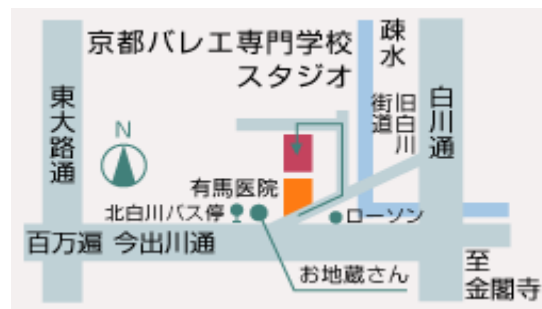 京都バレエ専門学校
スタジオ
疎水
東大路通
旧白川
街道
白川通
N
有馬医院
北白川バス停
ローソン
百万遍 今出川通
お地蔵さん
至
金閣寺